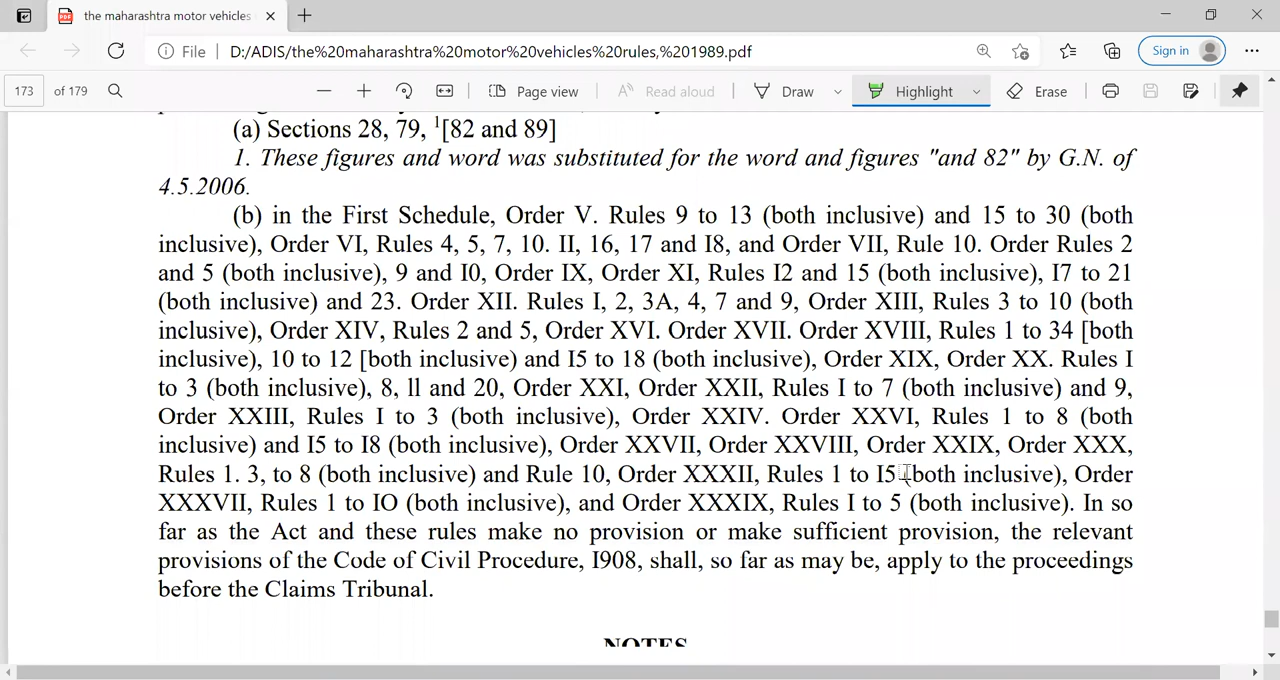 the maharashtra motor vehicles
File D:/ADIS/the%20maharashtra%20motor%20vehicles%20rules,%201989.pdf Sign in
173 of 179 Page view Read aloud Draw Highlight Erase
(a) Sections 28, 79, 1[82 and 89]
1. These figures and word was substituted for the word and figures "and 82" by G.N. of
4.5.2006.
(b) in the First Schedule, Order V. Rules 9 to 13 (both inclusive) and 15 to 30 (both
inclusive), Order VI, Rules 4, 5, 7, 10. II, 16, 17 and I8, and Order VII, Rule 10. Order Rules 2
and 5 (both inclusive), 9 and I0, Order IX, Order XI, Rules I2 and 15 (both inclusive), I7 to 21
(both inclusive) and 23. Order XII. Rules I, 2, 3A, 4, 7 and 9, Order XIII, Rules 3 to 10 (both
inclusive), Order XIV, Rules 2 and 5, Order XVI. Order XVII. Order XVIII, Rules 1 to 34 [both
inclusive), 10 to 12 [both inclusive) and I5 to 18 (both inclusive), Order XIX, Order XX. Rules I
to 3 (both inclusive), 8, ll and 20, Order XXI, Order XXII, Rules I to 7 (both inclusive) and 9,
Order XXIII, Rules I to 3 (both inclusive), Order XXIV. Order XXVI, Rules 1 to 8 (both
inclusive) and I5 to I8 (both inclusive), Order XXVII, Order XXVIII, Order XXIX, Order XXX,
Rules 1. 3, to 8 (both inclusive) and Rule 10, Order XXXII, Rules 1 to I5 (both inclusive), Order
XXXVII, Rules 1 to IO (both inclusive), and Order XXXIX, Rules I to 5 (both inclusive). In so
far as the Act and these rules make no provision or make sufficient provision, the relevant
provisions of the Code of Civil Procedure, I908, shall, so far as may be, apply to the proceedings
before the Claims Tribunal.
NOTES